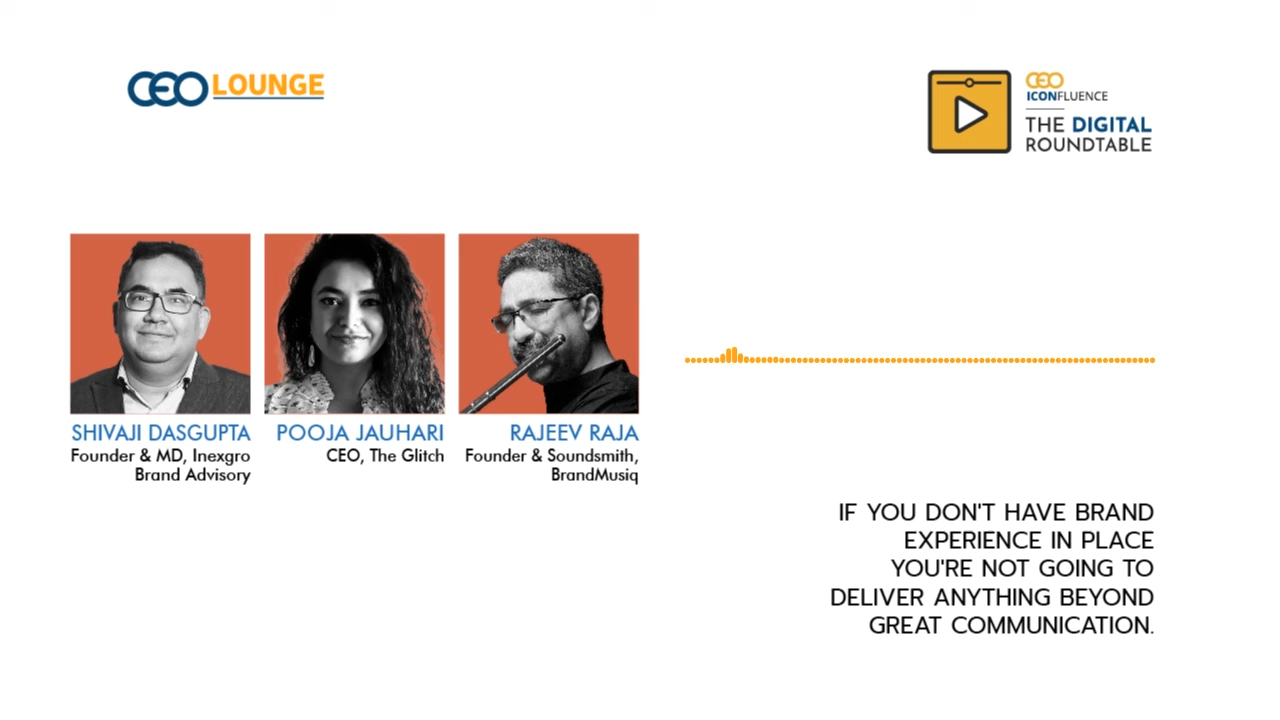 CEO LOUNGE
CEO
ICONFLUENCE
THE DIGITAL
ROUNDTABLE
SHIVAJI DASGUPTA
Founder & MD, Inexgro
Brand Advisory
POOJA JAUHARI
CEO, The Glitch
RAJEEV RAJA
Founder & Soundsmith,
BrandMusiq
IF YOU DON'T HAVE BRAND
EXPERIENCE IN PLACE
YOU'RE NOT GOING TO
DELIVER ANYTHING BEYOND
GREAT COMMUNICATION.